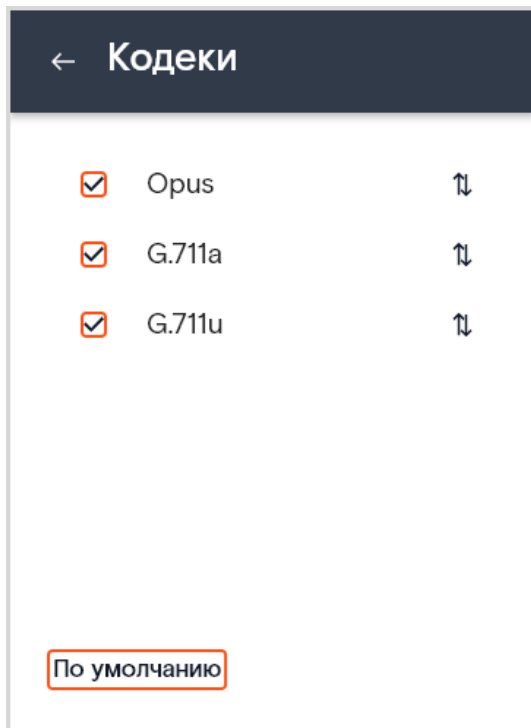 Кодеки
Opus
G.711a
G.711u
По умолчанию